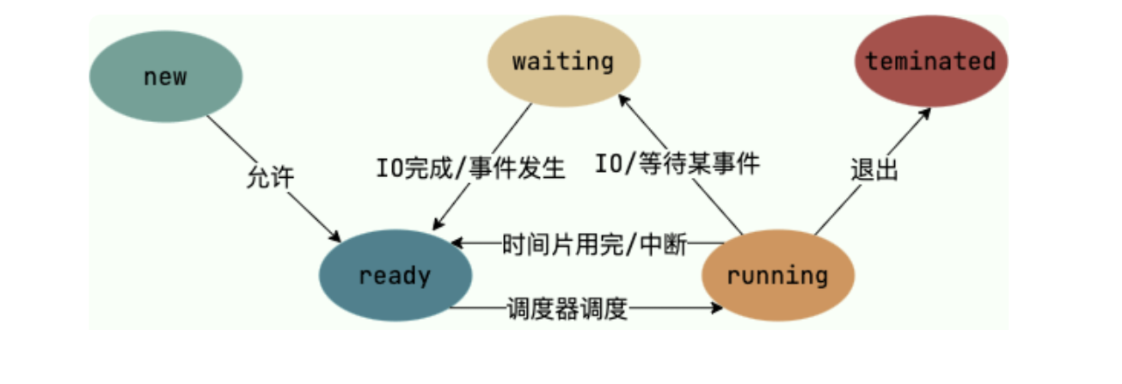 new
waiting
teminated
允许
IO完成/事件发生
IO/等待某事件
退出
ready
时间片用完/中断
running
调度器调度